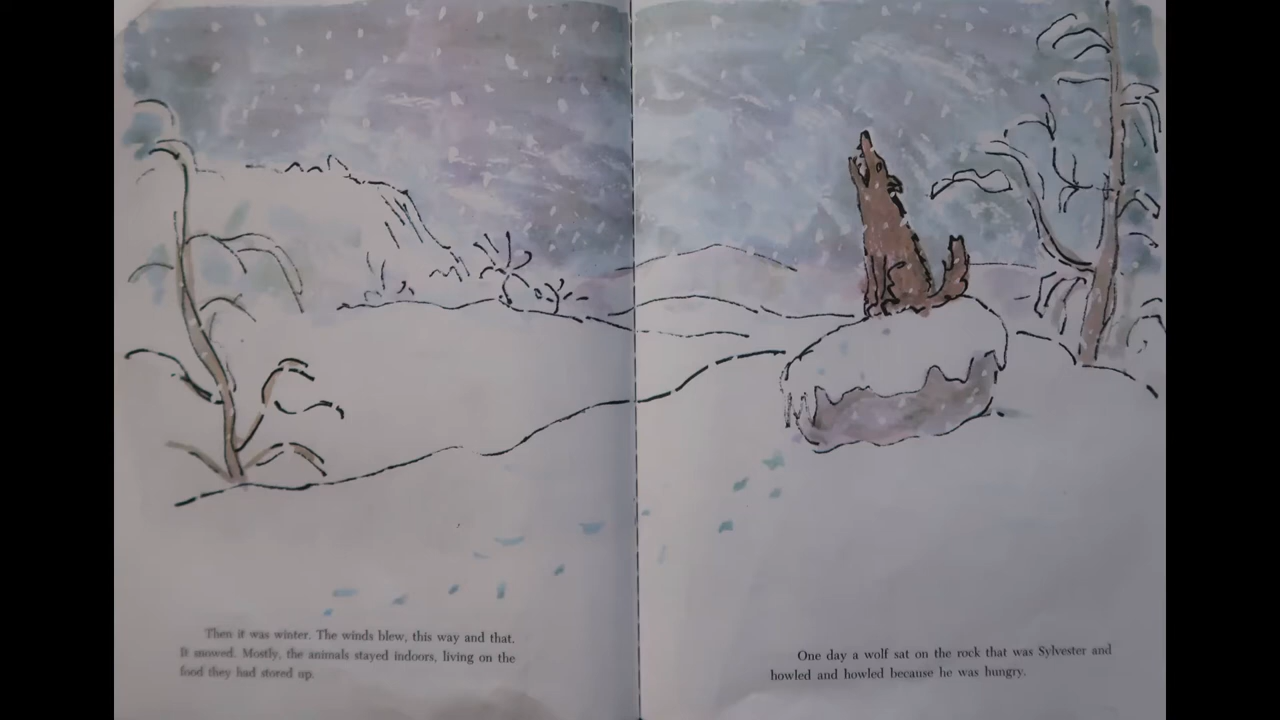 Then it was winter. The winds blew, this way and that.
It snowed. Mostly, the animals stayed indoors, living on the
food they had stored up.
One day a wolf sat on the rock that was Sylvester and
howled and howled because he was hungry.